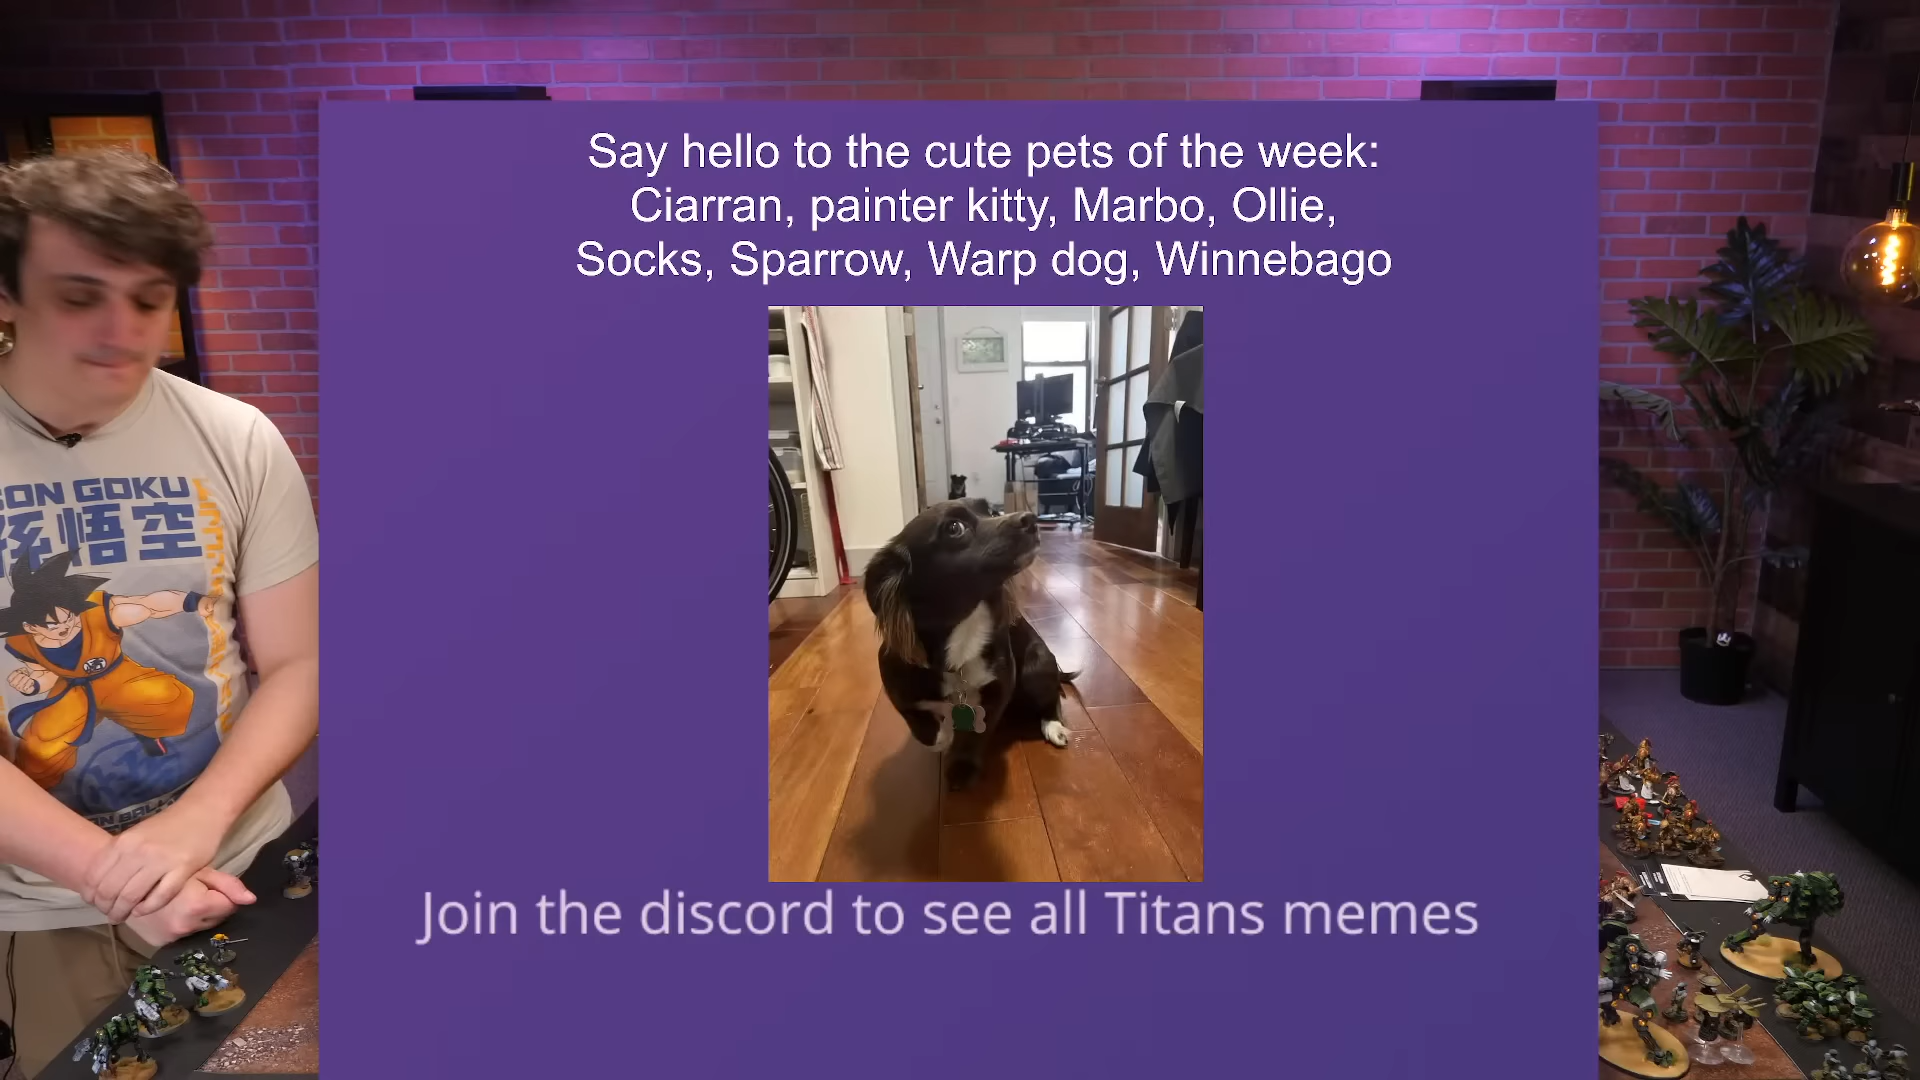 Say hello to the cute pets of the week:
Ciarran, painter kitty, Marbo, Ollie,
Socks, Sparrow, Warp dog, Winnebago
SON GOKU
孫悟空
Join the discord to see all Titans memes